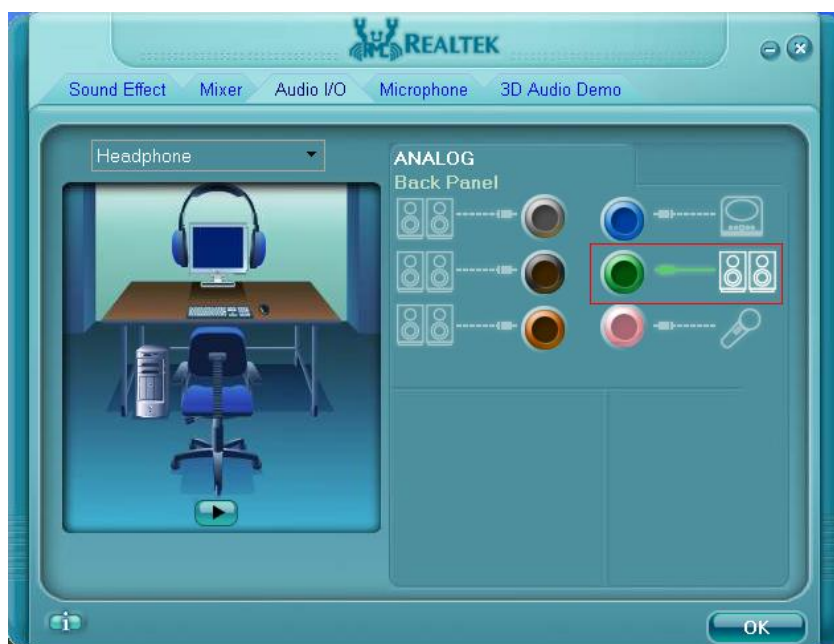 REALTEK
Sound Effect Mixer Audio I/O Microphone 3D Audio Demo
Headphone
ANALOG
Back Panel
i
OK